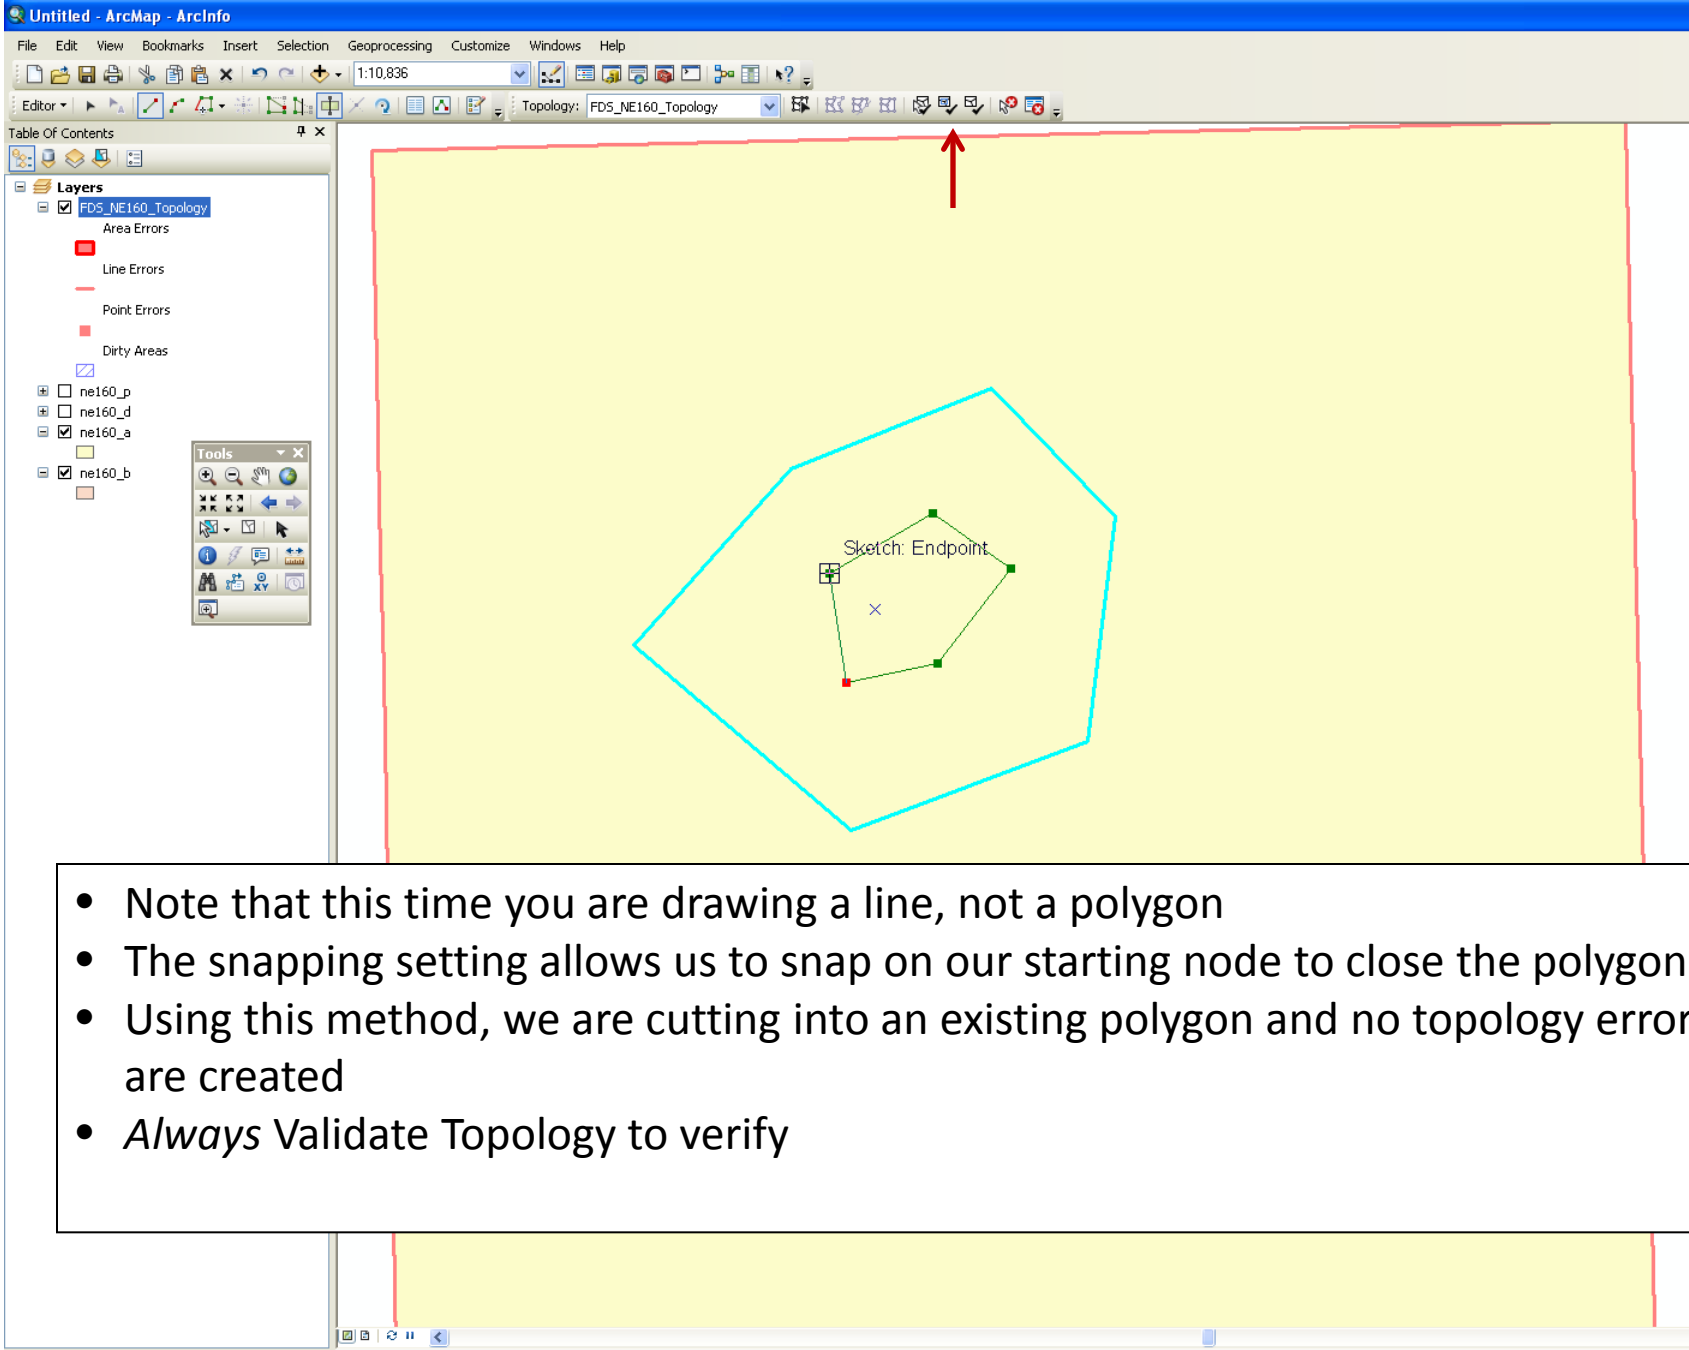 Untitled - ArcMap - ArcInfo
File Edit View Bookmarks Insert Selection Geoprocessing Customize Windows Help
1:10,836
Editor Topology: FDS_NE160_Topology
Table Of Contents
Layers
FDS_NE160_Topology
Area Errors
Line Errors
Point Errors
Dirty Areas
ne160_p
ne160_d
ne160_a
ne160_b
Tools
XY
Sketch: Endpoint
• Note that this time you are drawing a line, not a polygon
• The snapping setting allows us to snap on our starting node to close the polygon
• Using this method, we are cutting into an existing polygon and no topology error
are created
• Always Validate Topology to verify